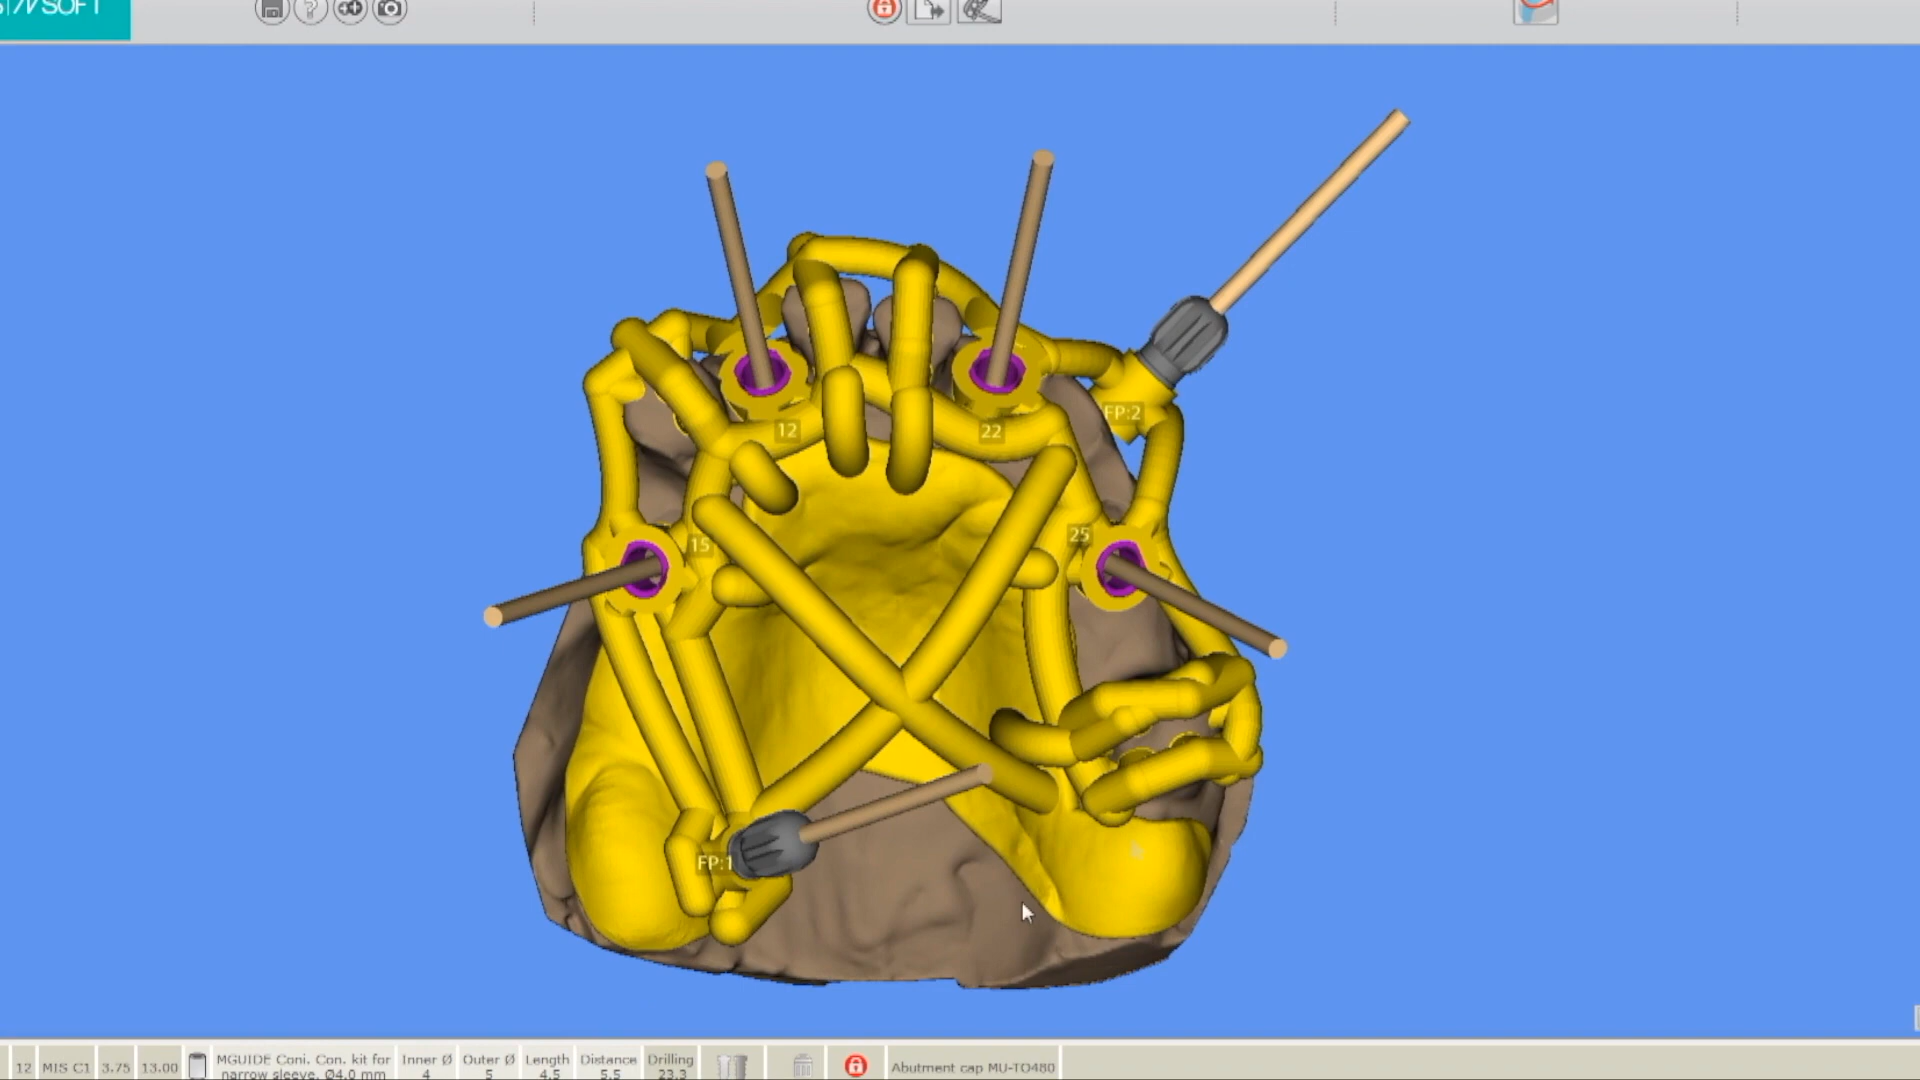 SOFT
FP:2
12
22
25
15
FP:1
12 MIS C1 3.75 13.00 MGUIDE Coni. Con. kit for narrow sleeve. Ø4.0 mm Inner Ø 4 Outer Ø 5 Length 4.5 Distance 5.5 Drilling 23.3 Abutment cap MU-TO480